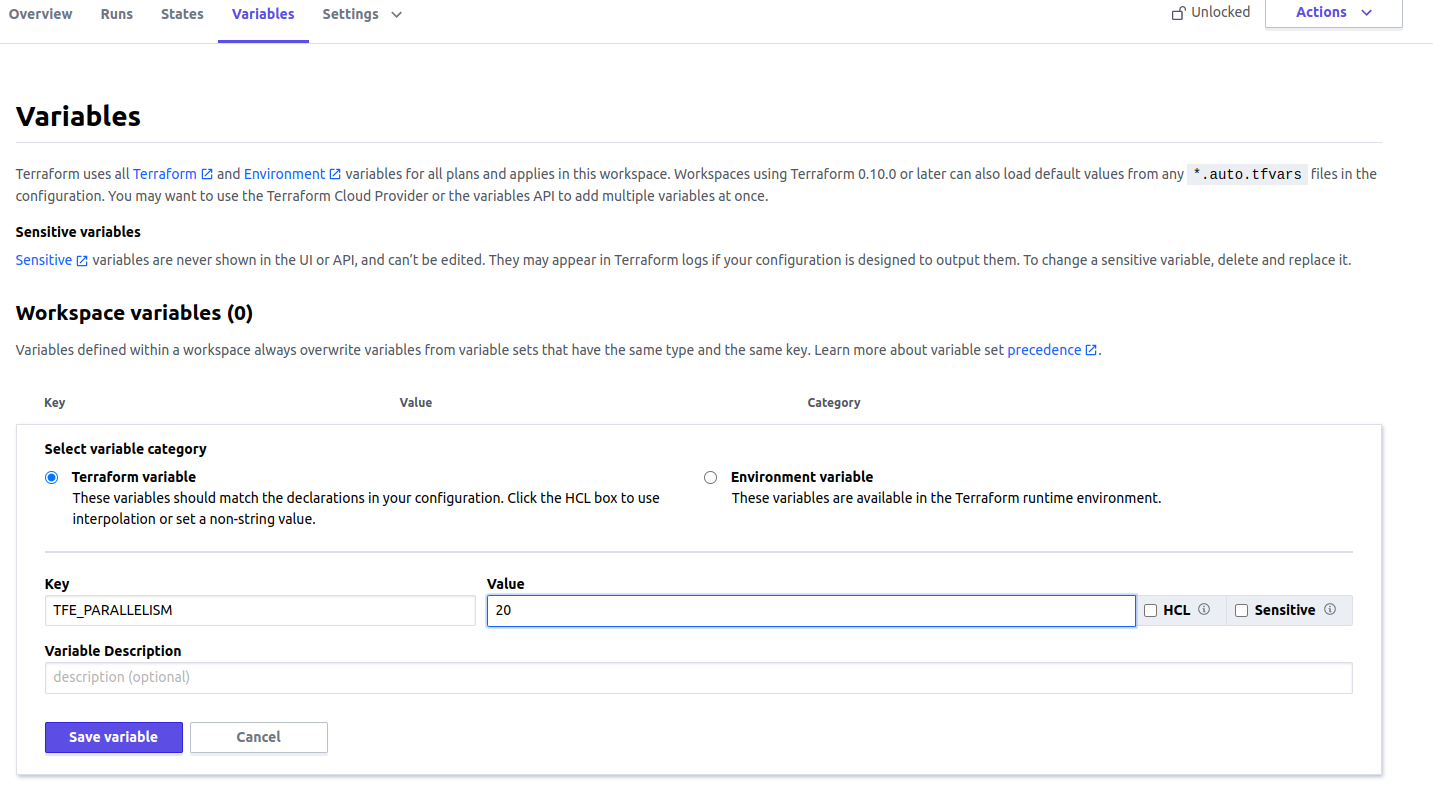 Overview Runs States Variables Settings Unlocked Actions
Variables
Terraform uses all Terraform and Environment variables for all plans and applies in this workspace. Workspaces using Terraform 0.10.0 or later can also load default values from any *.auto.tfvars files in the
configuration. You may want to use the Terraform Cloud Provider or the variables API to add multiple variables at once.
Sensitive variables
Sensitive variables are never shown in the UI or API, and can’t be edited. They may appear in Terraform logs if your configuration is designed to output them. To change a sensitive variable, delete and replace it.
Workspace variables (0)
Variables defined within a workspace always overwrite variables from variable sets that have the same type and the same key. Learn more about variable set precedence.
Key Value Category
Select variable category
Terraform variable
These variables should match the declarations in your configuration. Click the HCL box to use
interpolation or set a non-string value.
Environment variable
These variables are available in the Terraform runtime environment.
Key Value
TFE_PARALLELISM 20 HCL Sensitive
Variable Description
description (optional)
Save variable Cancel